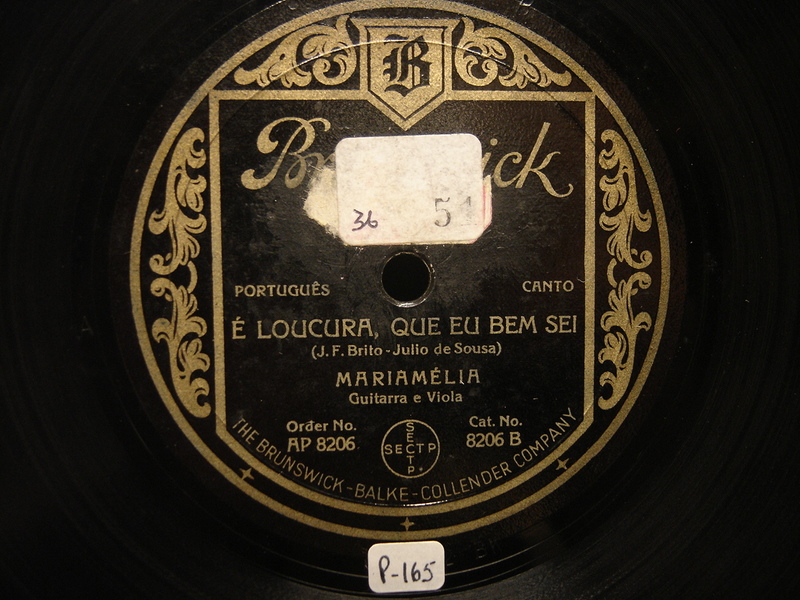 B
Br ick
36 51
PORTUGUÊS CANTO
É LOUCURA, QUE EU BEM SEI
(J. F. Brito - Julio de Sousa)
MARIAMÉLIA
Guitarra e Viola
Order No.
AP 8206
SECTP
SECTP
Cat. No.
8206 B
THE BRUNSWICK-BALKE-COLLENDER COMPANY
P-165